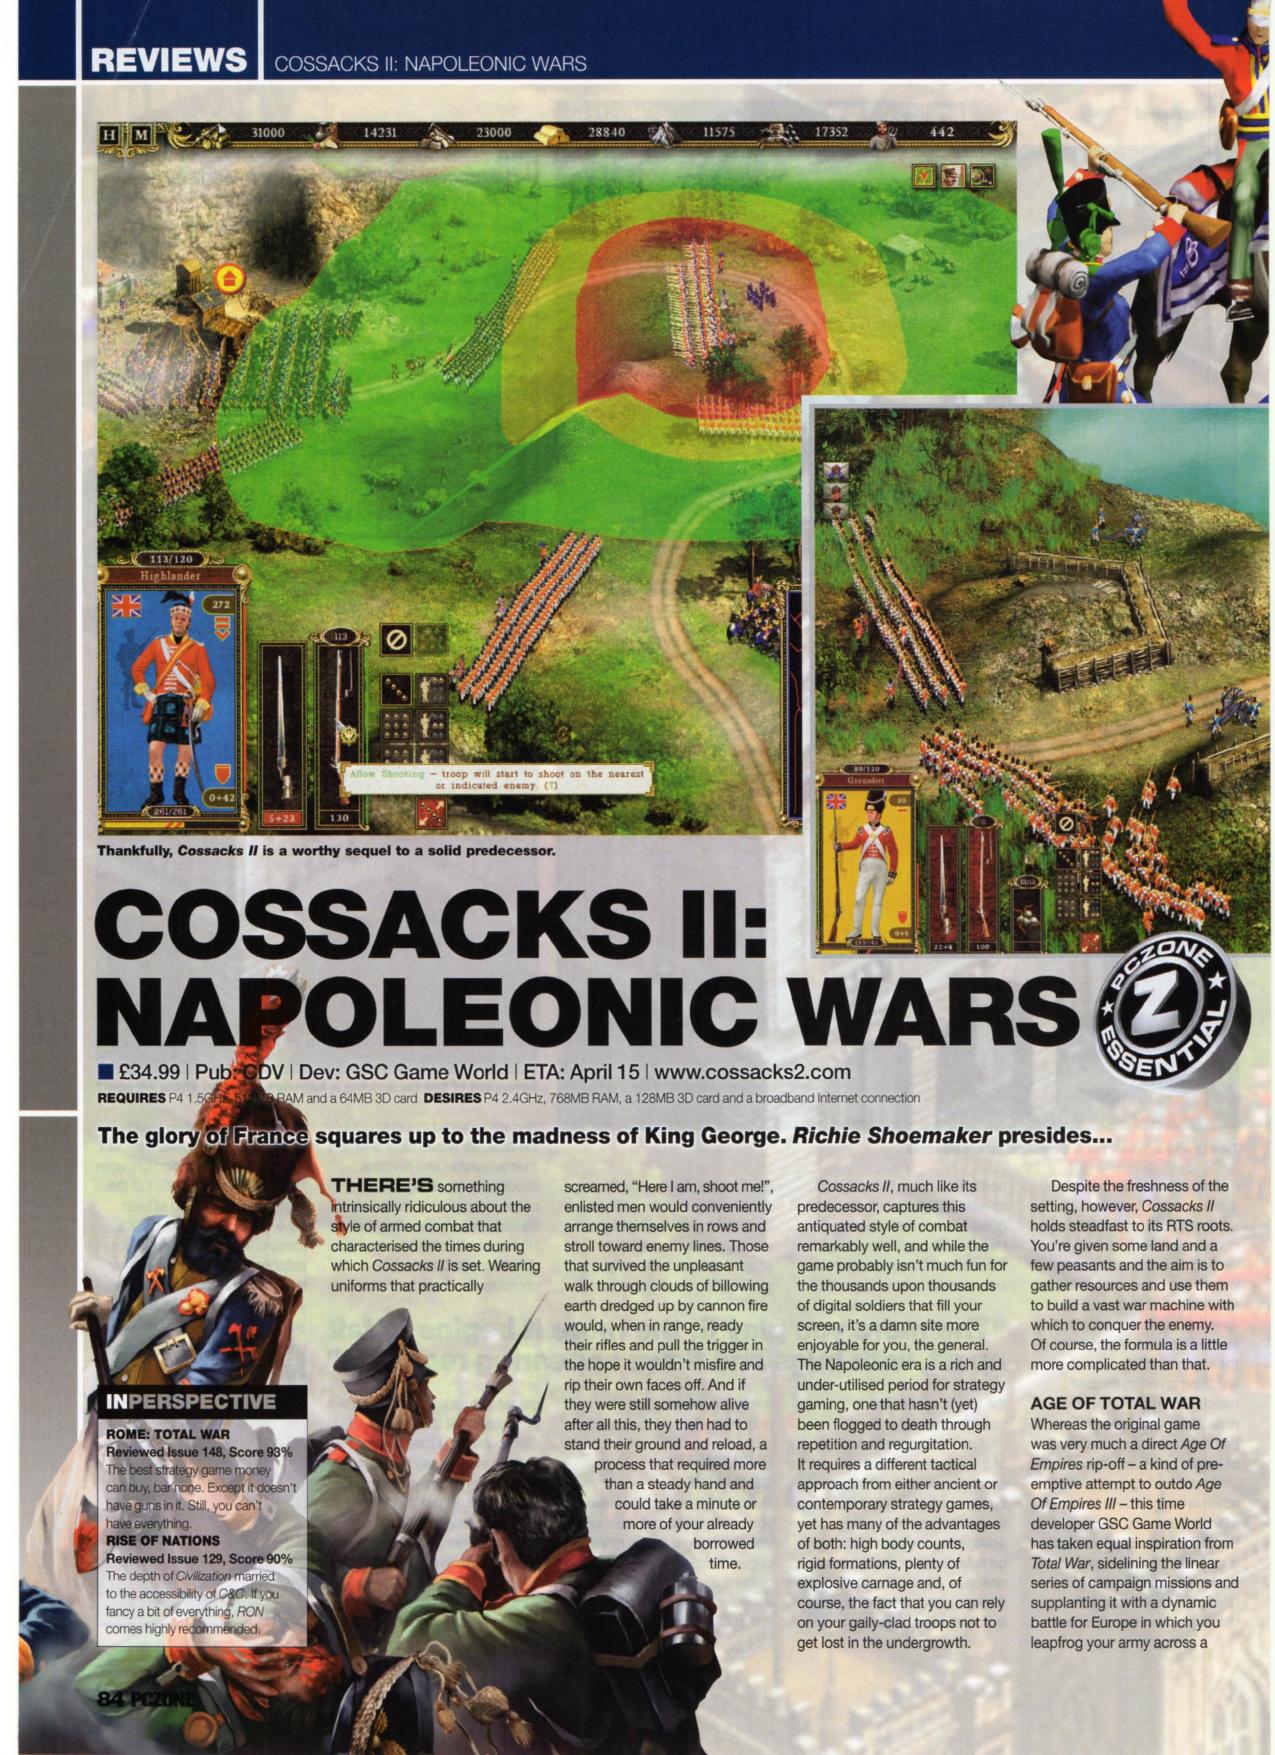 REVIEWS
COSSACKS II: NAPOLEONIC WARS
H M 31000 14231 23000 28840 11575 17352 442
113/120
Highlander
272
113
0+42
261/261
5+23
130
Allow Shooting – troop will start to shoot on the nearest
or indicated enemy. (T)
89/120
Grenadier
30
0+6
22+4
100
Thankfully, Cossacks II is a worthy sequel to a solid predecessor.
COSSACKS II:
NAPOLEONIC WARS
PCZONE
Z
ESSENTIAL
£34.99 | Pub: CDV | Dev: GSC Game World | ETA: April 15 | www.cossacks2.com
REQUIRES P4 1.5GHz, 512MB RAM and a 64MB 3D card DESIRES P4 2.4GHz, 768MB RAM, a 128MB 3D card and a broadband Internet connection
The glory of France squares up to the madness of King George. Richie Shoemaker presides...
THERE'S something
intrinsically ridiculous about the
style of armed combat that
characterised the times during
which Cossacks II is set. Wearing
uniforms that practically
screamed, “Here I am, shoot me!”,
enlisted men would conveniently
arrange themselves in rows and
stroll toward enemy lines. Those
that survived the unpleasant
walk through clouds of billowing
earth dredged up by cannon fire
would, when in range, ready
their rifles and pull the trigger in
the hope it wouldn't misfire and
rip their own faces off. And if
they were still somehow alive
after all this, they then had to
stand their ground and reload, a
process that required more
than a steady hand and
could take a minute or
more of your already
borrowed
time.
Cossacks II, much like its
predecessor, captures this
antiquated style of combat
remarkably well, and while the
game probably isn't much fun for
the thousands upon thousands
of digital soldiers that fill your
screen, it's a damn site more
enjoyable for you, the general.
The Napoleonic era is a rich and
under-utilised period for strategy
gaming, one that hasn't (yet)
been flogged to death through
repetition and regurgitation.
It requires a different tactical
approach from either ancient or
contemporary strategy games,
yet has many of the advantages
of both: high body counts,
rigid formations, plenty of
explosive carnage and, of
course, the fact that you can rely
on your gaily-clad troops not to
get lost in the undergrowth.
Despite the freshness of the
setting, however, Cossacks II
holds steadfast to its RTS roots.
You're given some land and a
few peasants and the aim is to
gather resources and use them
to build a vast war machine with
which to conquer the enemy.
Of course, the formula is a little
more complicated than that.
AGE OF TOTAL WAR
Whereas the original game
was very much a direct Age Of
Empires rip-off – a kind of pre-
emptive attempt to outdo Age
Of Empires III – this time
developer GSC Game World
has taken equal inspiration from
Total War, sidelining the linear
series of campaign missions and
supplanting it with a dynamic
battle for Europe in which you
leapfrog your army across a
INPERSPECTIVE
ROME: TOTAL WAR
Reviewed Issue 148, Score 93%
The best strategy game money
can buy, bar none. Except it doesn't
have guns in it. Still, you can't
have everything.
RISE OF NATIONS
Reviewed Issue 129, Score 90%
The depth of Civilization married
to the accessibility of C&C. If you
fancy a bit of everything, RON
comes highly recommended.
84 PCZONE